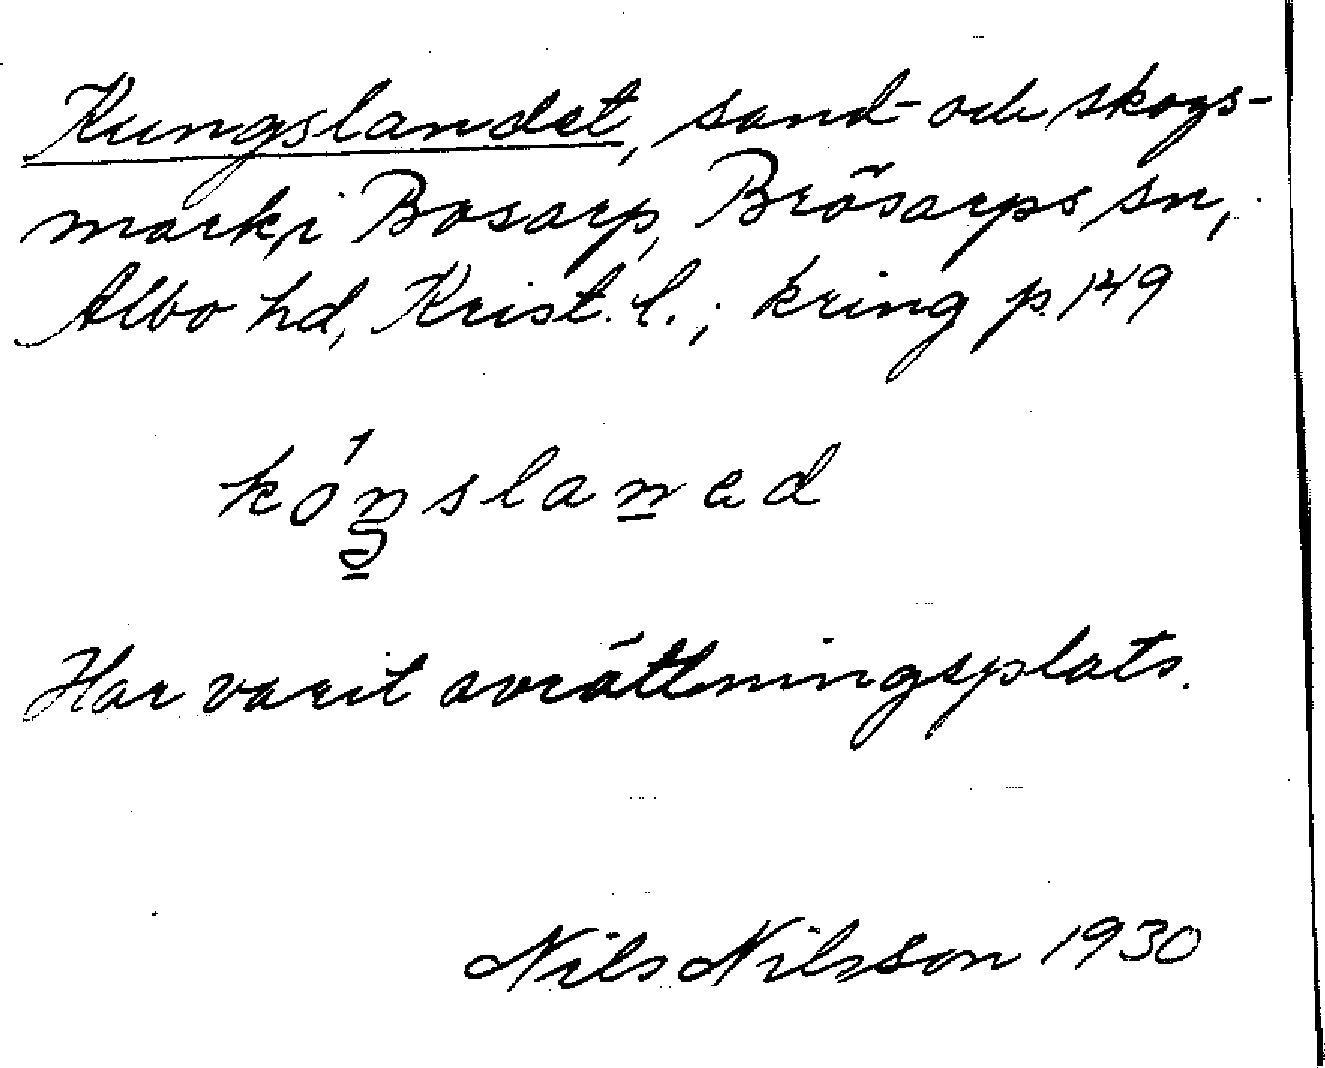 Kungslandet, sand- och skogs-
mark, i Bosarp, Brösarps sn,
Albo hd, Krist. l.; kring p. 149
kóŋslanad
Har varit avrättningsplats.
Nils Nilsson 1930